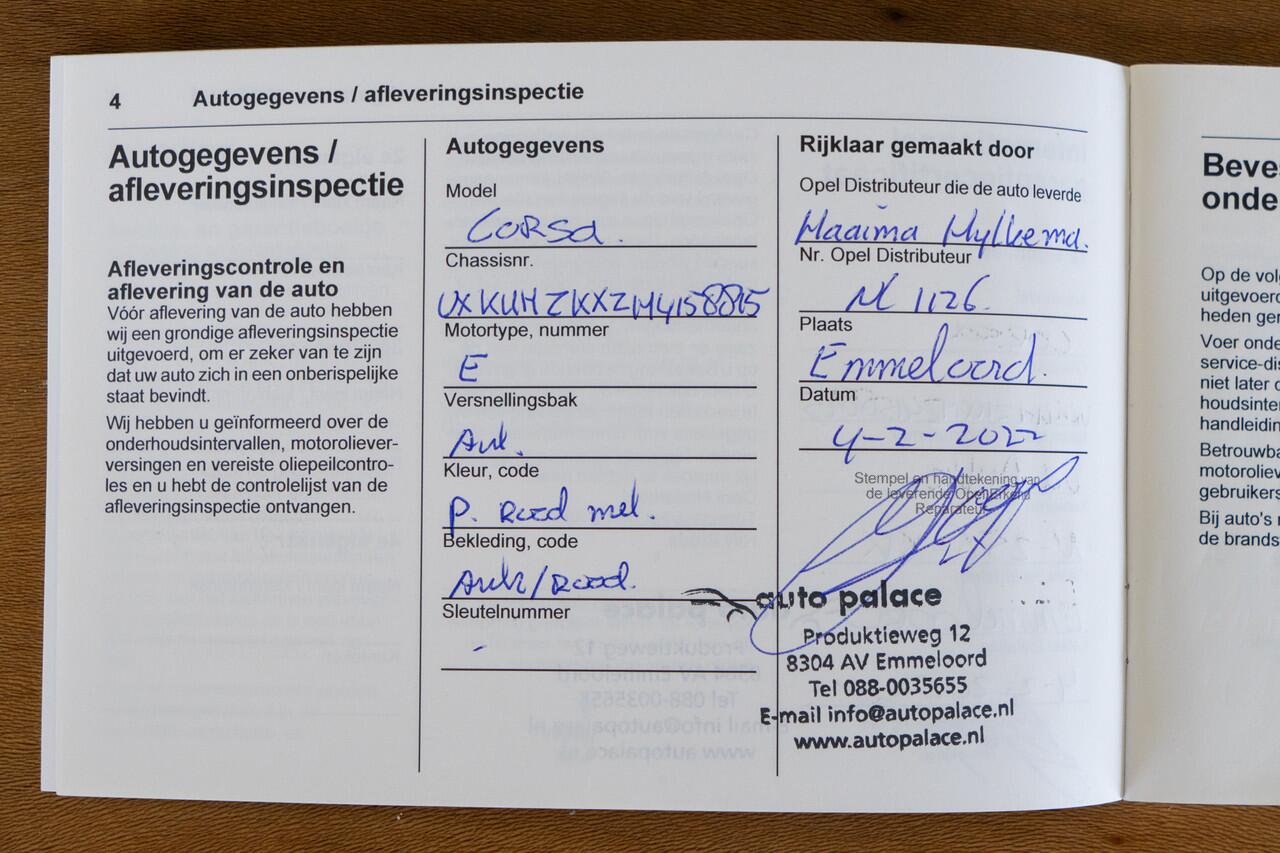 4
Autogegevens / afleveringsinspectie
Autogegevens /
afleveringsinspectie
Afleveringscontrole en
aflevering van de auto
Vóór aflevering van de auto hebben
wij een grondige afleveringsinspectie
uitgevoerd, om er zeker van te zijn
dat uw auto zich in een onberispelijke
staat bevindt.
Wij hebben u geïnformeerd over de
onderhoudsintervallen, motoroliever-
versingen en vereiste oliepeilcontro-
les en u hebt de controlelijst van de
afleveringsinspectie ontvangen.
Autogegevens
Model
Corsa.
Chassisnr.
Motortype, nummer
E
Versnellingsbak
Aut.
Kleur, code
P. Rood met.
Bekleding, code
/Rood.
Sleutelnummer
-
Rijklaar gemaakt door
Opel Distributeur die de auto leverde
Nr. Opel Distributeur
1126.
Plaats
Emmeloord.
Datum
4-2-2022
Stempel en handtekening van
de leverende Opel Erkend
Reparateur
auto palace
Produktieweg 12
8304 AV Emmeloord
Tel 088-0035655
E-mail info@autopalace.nl
www.autopalace.nl
Beve
onde
Op de vol
uitgevoerd
heden ger
Voer onde
service-dis
niet later d
houdsinter
handleidin
Betrouwba
motoroliev
gebruikers
Bij auto's
de brands